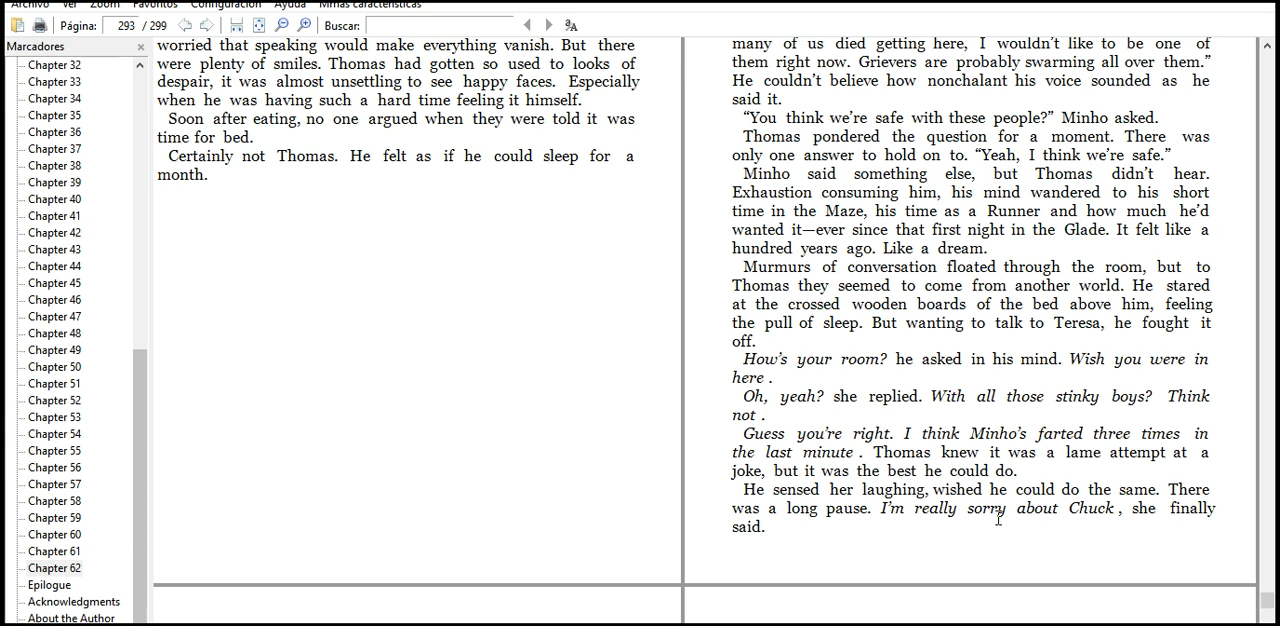 Archivo Ver Zoom Favoritos Configuración Ayuda Mimas características
Página: 293 / 299 Buscar:
Marcadores
Chapter 32
Chapter 33
Chapter 34
Chapter 35
Chapter 36
Chapter 37
Chapter 38
Chapter 39
Chapter 40
Chapter 41
Chapter 42
Chapter 43
Chapter 44
Chapter 45
Chapter 46
Chapter 47
Chapter 48
Chapter 49
Chapter 50
Chapter 51
Chapter 52
Chapter 53
Chapter 54
Chapter 55
Chapter 56
Chapter 57
Chapter 58
Chapter 59
Chapter 60
Chapter 61
Chapter 62
Epilogue
Acknowledgments
About the Author
worried that speaking would make everything vanish. But there
were plenty of smiles. Thomas had gotten so used to looks of
despair, it was almost unsettling to see happy faces. Especially
when he was having such a hard time feeling it himself.
Soon after eating, no one argued when they were told it was
time for bed.
Certainly not Thomas. He felt as if he could sleep for a
month.
many of us died getting here, I wouldn’t like to be one of
them right now. Grievers are probably swarming all over them.”
He couldn’t believe how nonchalant his voice sounded as he
said it.
“You think we’re safe with these people?” Minho asked.
Thomas pondered the question for a moment. There was
only one answer to hold on to. “Yeah, I think we’re safe.”
Minho said something else, but Thomas didn’t hear.
Exhaustion consuming him, his mind wandered to his short
time in the Maze, his time as a Runner and how much he’d
wanted it—ever since that first night in the Glade. It felt like a
hundred years ago. Like a dream.
Murmurs of conversation floated through the room, but to
Thomas they seemed to come from another world. He stared
at the crossed wooden boards of the bed above him, feeling
the pull of sleep. But wanting to talk to Teresa, he fought it
off.
How’s your room? he asked in his mind. Wish you were in
here .
Oh, yeah? she replied. With all those stinky boys? Think
not .
Guess you’re right. I think Minho’s farted three times in
the last minute . Thomas knew it was a lame attempt at a
joke, but it was the best he could do.
He sensed her laughing, wished he could do the same. There
was a long pause. I’m really sorry about Chuck , she finally
said.